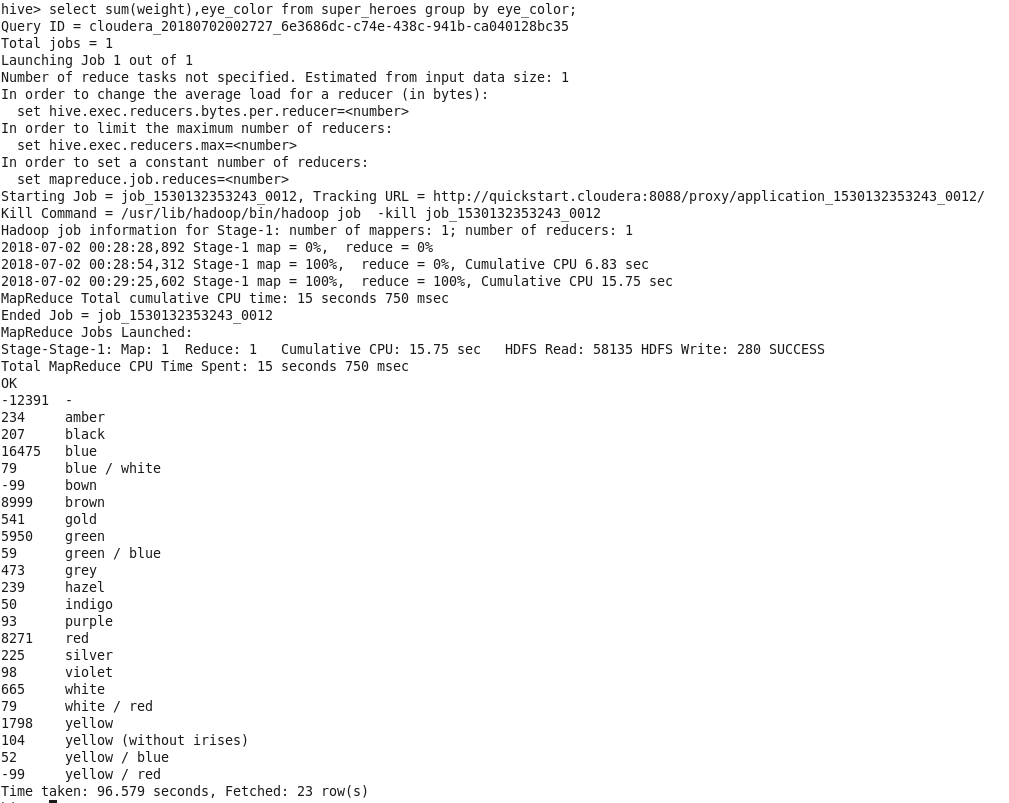 hive> select sum(weight),eye_color from super_heroes group by eye_color;
Query ID = cloudera_20180702002727_6e3686dc-c74e-438c-941b-ca040128bc35
Total jobs = 1
Launching Job 1 out of 1
Number of reduce tasks not specified. Estimated from input data size: 1
In order to change the average load for a reducer (in bytes):
  set hive.exec.reducers.bytes.per.reducer=<number>
In order to limit the maximum number of reducers:
  set hive.exec.reducers.max=<number>
In order to set a constant number of reducers:
  set mapreduce.job.reduces=<number>
Starting Job = job_1530132353243_0012, Tracking URL = http://quickstart.cloudera:8088/proxy/application_1530132353243_0012/
Kill Command = /usr/lib/hadoop/bin/hadoop job  -kill job_1530132353243_0012
Hadoop job information for Stage-1: number of mappers: 1; number of reducers: 1
2018-07-02 00:28:28,892 Stage-1 map = 0%,  reduce = 0%
2018-07-02 00:28:54,312 Stage-1 map = 100%,  reduce = 0%, Cumulative CPU 6.83 sec
2018-07-02 00:29:25,602 Stage-1 map = 100%,  reduce = 100%, Cumulative CPU 15.75 sec
MapReduce Total cumulative CPU time: 15 seconds 750 msec
Ended Job = job_1530132353243_0012
MapReduce Jobs Launched:
Stage-Stage-1: Map: 1  Reduce: 1   Cumulative CPU: 15.75 sec   HDFS Read: 58135 HDFS Write: 280 SUCCESS
Total MapReduce CPU Time Spent: 15 seconds 750 msec
OK
-12391  -
234     amber
207     black
16475   blue
79      blue / white
-99     bown
8999    brown
541     gold
5950    green
59      green / blue
473     grey
239     hazel
50      indigo
93      purple
8271    red
225     silver
98      violet
665     white
79      white / red
1798    yellow
104     yellow (without irises)
52      yellow / blue
-99     yellow / red
Time taken: 96.579 seconds, Fetched: 23 row(s)